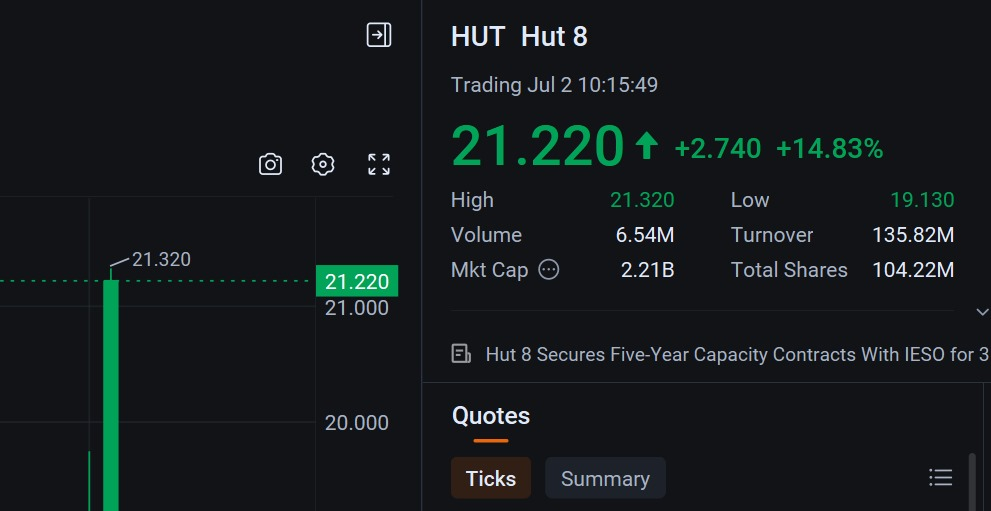 HUT Hut 8
Trading Jul 2 10:15:49
21.220 +2.740 +14.83%
High 21.320 Low 19.130
Volume 6.54M Turnover 135.82M
Mkt Cap 2.21B Total Shares 104.22M
Hut 8 Secures Five-Year Capacity Contracts With IESO for 3
Quotes
Ticks Summary
21.320
21.220
21.000
20.000